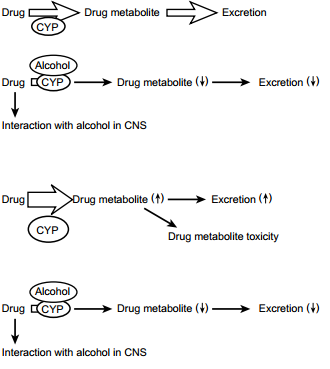 Drug Drug metabolite Excretion
CYP
Alcohol
Drug CYP Drug metabolite (↓) Excretion (↓)
Interaction with alcohol in CNS
Drug Drug metabolite (↑) Excretion (↑)
CYP
Drug metabolite toxicity
Alcohol
Drug CYP Drug metabolite (↓) Excretion (↓)
Interaction with alcohol in CNS